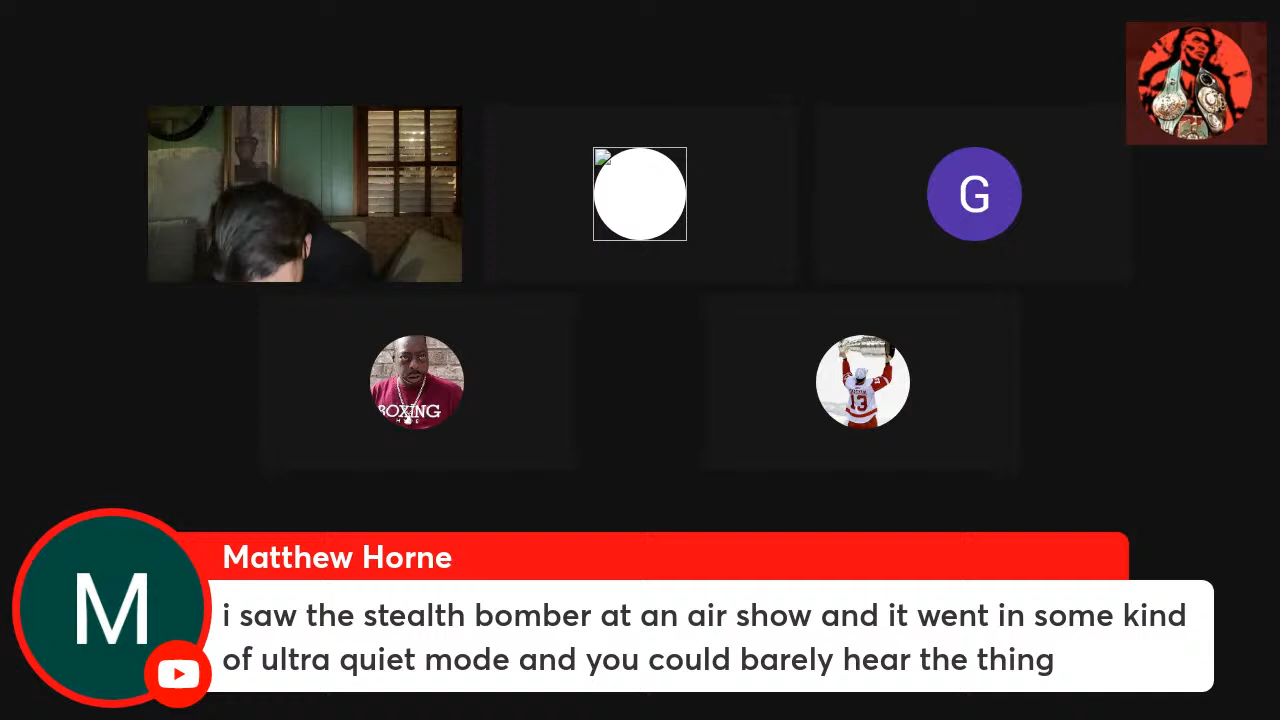 G
BOXING
13
M
Matthew Horne
i saw the stealth bomber at an air show and it went in some kind
of ultra quiet mode and you could barely hear the thing